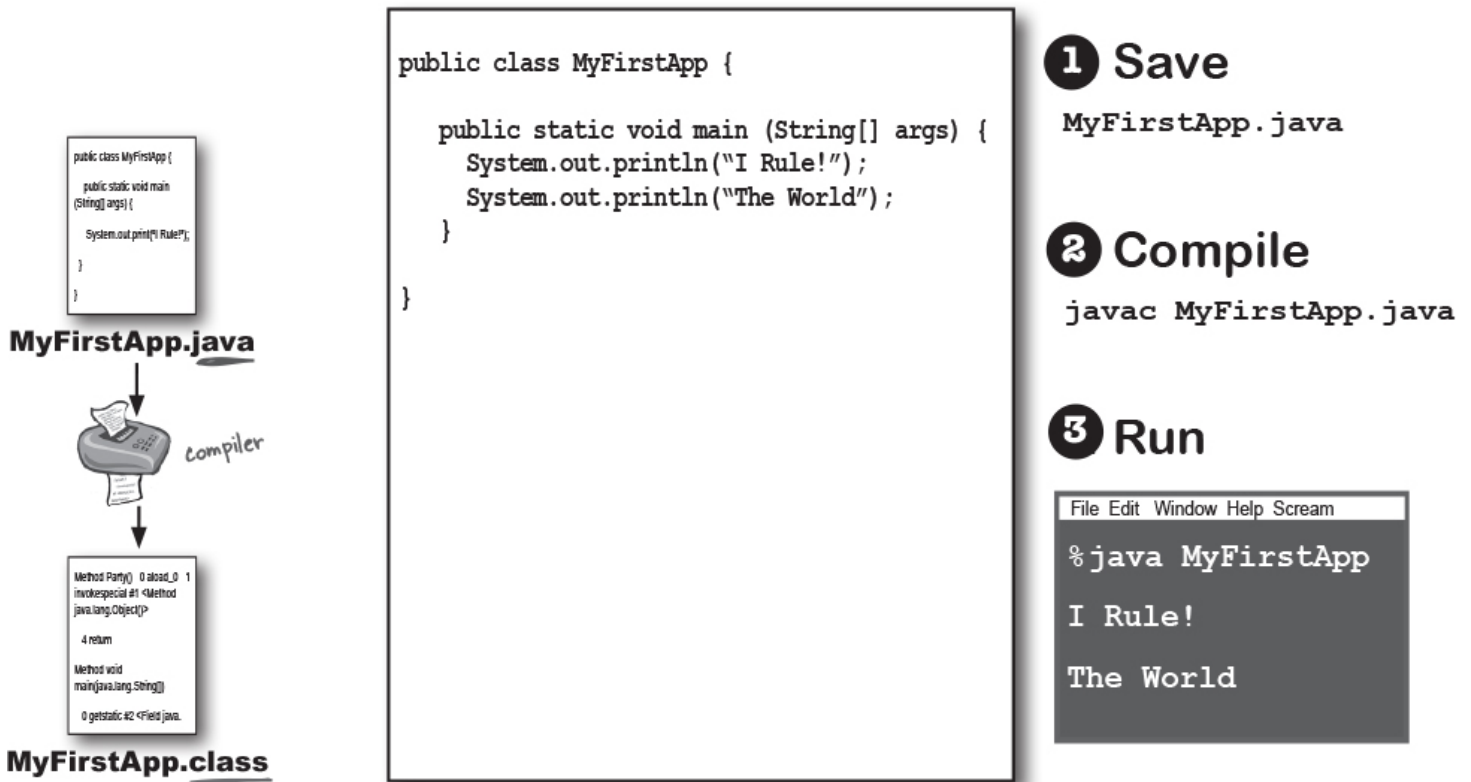 public class MyFirstApp {
public static void main
(String[] args) {
System.out.print("I Rule!");
}
}
MyFirstApp.java
compiler
Method Party() 0 aload_0 1
invokespecial #1 <Method
java.lang.Object()>
4 return
Method void
main(java.lang.String[])
0 getstatic #2 <Field java.
MyFirstApp.class
public class MyFirstApp {
public static void main (String[] args) {
System.out.println(“I Rule!”);
System.out.println(“The World”);
}
}
1 Save
MyFirstApp.java
2 Compile
javac MyFirstApp.java
3 Run
File Edit Window Help Scream
%java MyFirstApp
I Rule!
The World